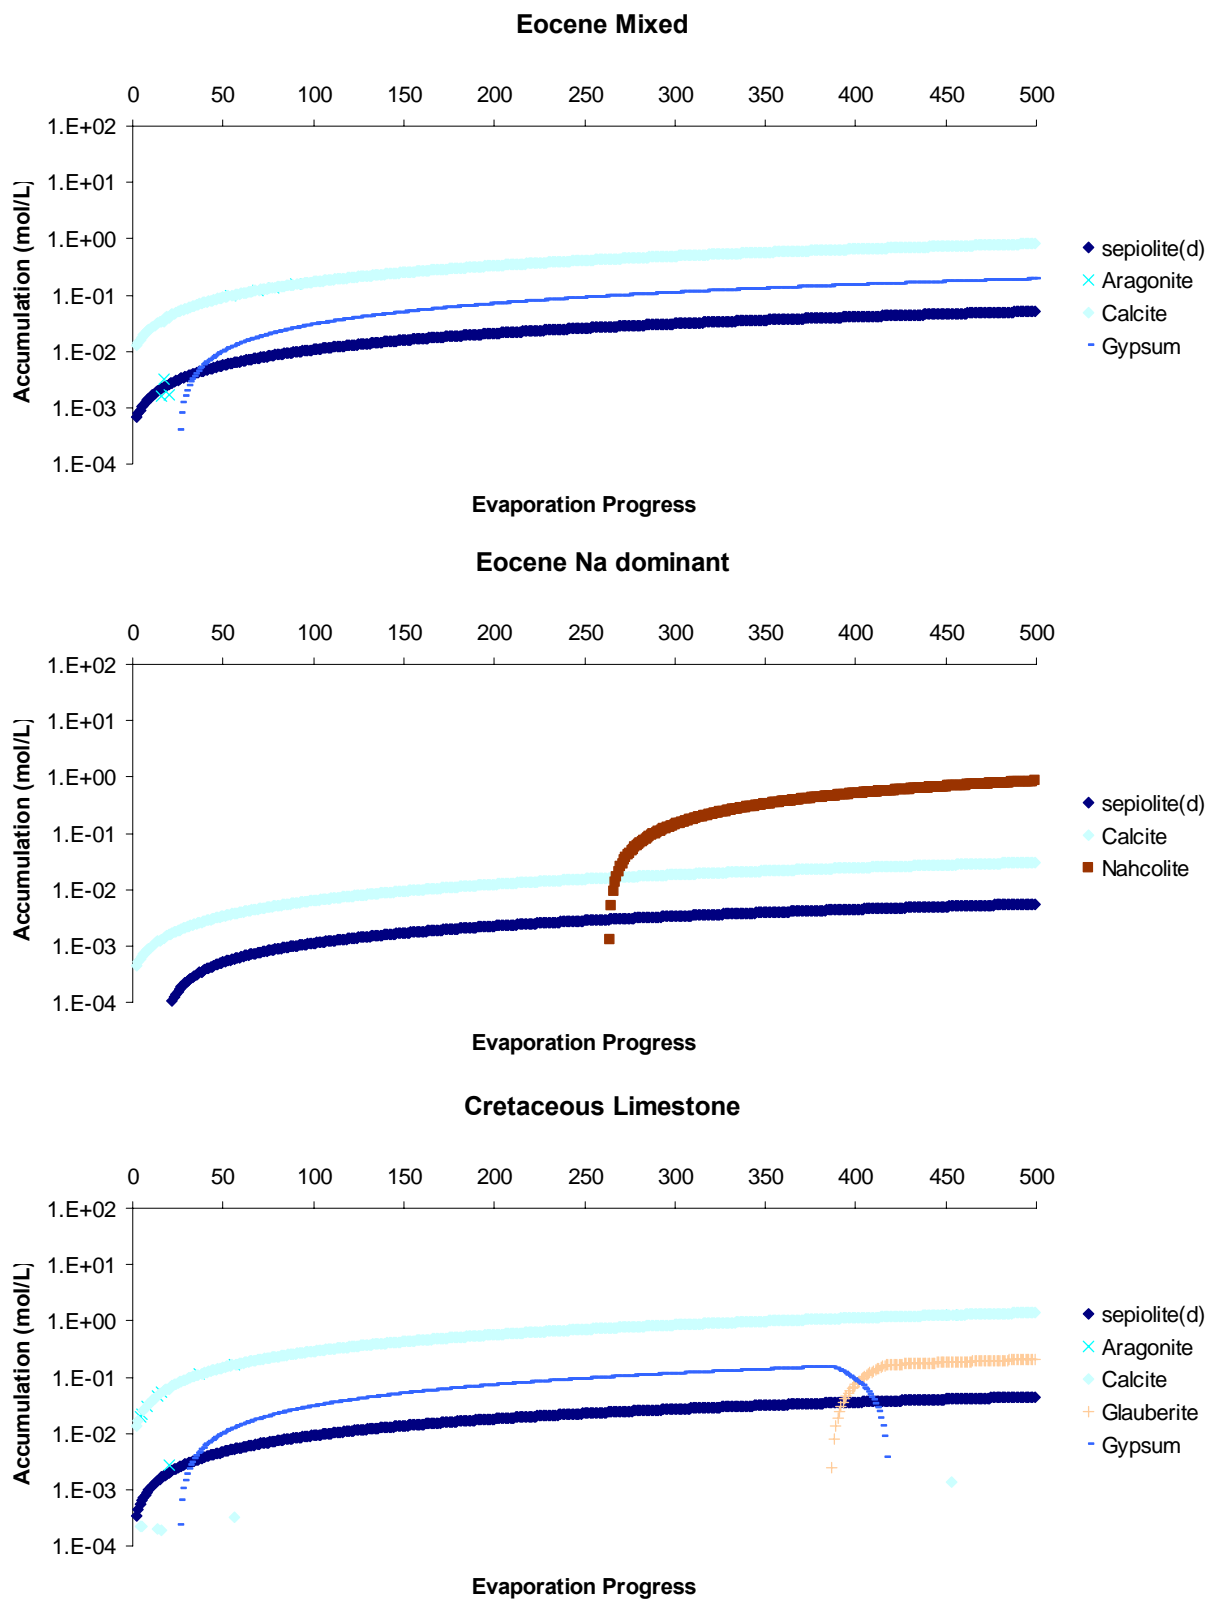 Eocene Mixed
0 50 100 150 200 250 300 350 400 450 500
1.E+02
1.E+01
1.E+00
1.E-01
1.E-02
1.E-03
1.E-04
Accumulation (mol/L)
sepiolite(d)
Aragonite
Calcite
Gypsum
Evaporation Progress
Eocene Na dominant
0 50 100 150 200 250 300 350 400 450 500
1.E+02
1.E+01
1.E+00
1.E-01
1.E-02
1.E-03
1.E-04
Accumulation (mol/L)
sepiolite(d)
Calcite
Nahcolite
Evaporation Progress
Cretaceous Limestone
0 50 100 150 200 250 300 350 400 450 500
1.E+02
1.E+01
1.E+00
1.E-01
1.E-02
1.E-03
1.E-04
Accumulation (mol/L)
sepiolite(d)
Aragonite
Calcite
Glauberite
Gypsum
Evaporation Progress